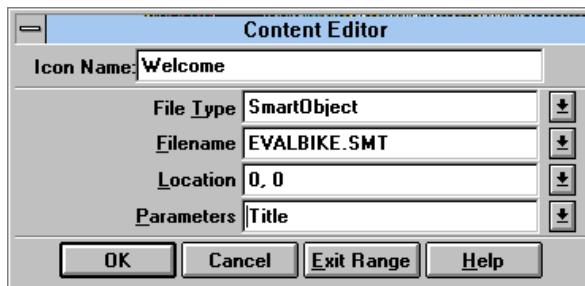 Content Editor
Icon Name: Welcome
File Type SmartObject
Filename EVALBIKE.SMT
Location 0, 0
Parameters Title
OK Cancel Exit Range Help